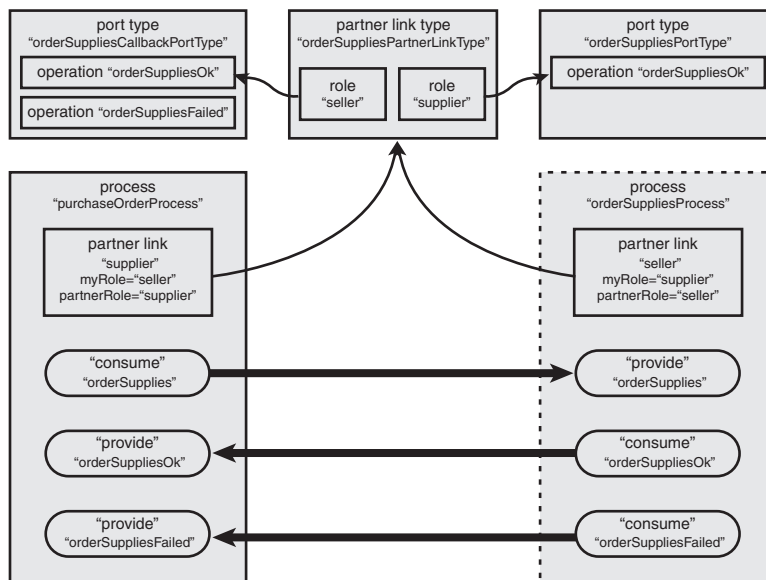 port type
“orderSuppliesCallbackPortType”
operation “orderSuppliesOk”
operation “orderSuppliesFailed”
partner link type
“orderSuppliesPartnerLinkType”
role
“seller”
role
“supplier”
port type
“orderSuppliesPortType”
operation “orderSuppliesOk”
process
“purchaseOrderProcess”
partner link
“supplier”
myRole=“seller”
partnerRole=“supplier”
process
“orderSuppliesProcess”
partner link
“seller”
myRole=“supplier”
partnerRole=“seller”
“consume”
“orderSupplies”
“provide”
“orderSupplies”
“provide”
“orderSuppliesOk”
“consume”
“orderSuppliesOk”
“provide”
“orderSuppliesFailed”
“consume”
“orderSuppliesFailed”